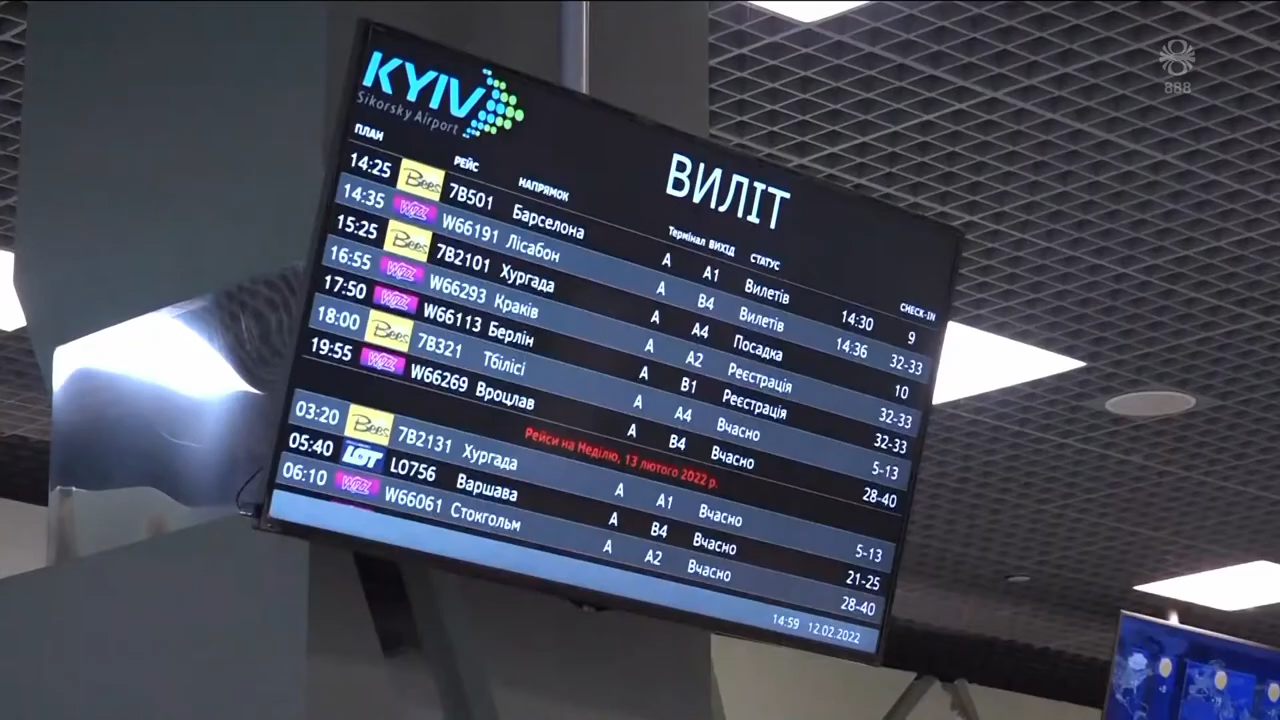 888
KYIV
Sikorsky Airport
ВИЛІТ
ПЛАН РЕЙС НАПРЯМОК Термінал ВИХІД СТАТУС CHECK-IN
14:25 Bees 7B501 Барселона A A1 Вилетів 14:30 9
14:35 Wizz W66191 Лісабон A B4 Вилетів 14:36 32-33
15:25 Bees 7B2101 Хургада A A4 Посадка 10
16:55 Wizz W66293 Краків A A2 Реєстрація 32-33
17:50 Wizz W66113 Берлін A B1 Реєстрація 32-33
18:00 Bees 7B321 Тбілісі A A4 Вчасно 5-13
19:55 Wizz W66269 Вроцлав A B4 Вчасно 28-40
Рейси на Неділю, 13 лютого 2022 р.
03:20 Bees 7B2131 Хургада A A1 Вчасно 5-13
05:40 LOT LO756 Варшава A B4 Вчасно 21-25
06:10 Wizz W66061 Стокгольм A A2 Вчасно 28-40
14:59 12.02.2022